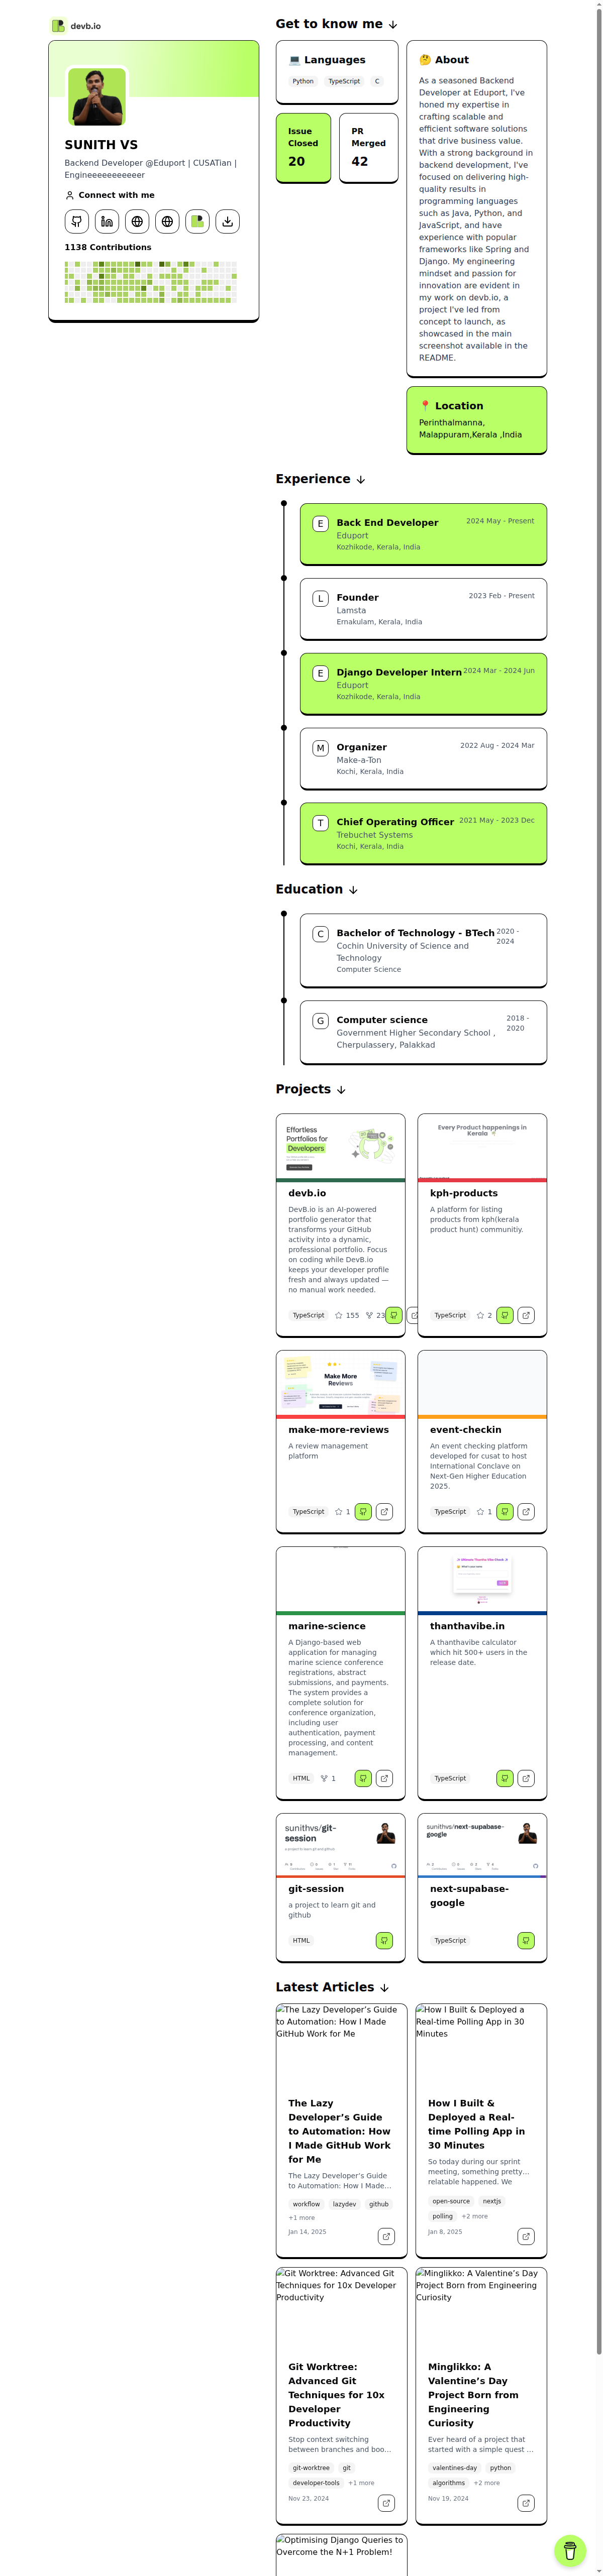 devb.io
SUNITH VS
Backend Developer @Eduport | CUSATian |
Engineeeeeeeeeeer
Connect with me
1138 Contributions
Get to know me
💻 Languages
Python TypeScript C
Issue
Closed
20
PR
Merged
42
🤔 About
As a seasoned Backend
Developer at Eduport, I've
honed my expertise in
crafting scalable and
efficient software solutions
that drive business value.
With a strong background in
backend development, I've
focused on delivering high-
quality results in
programming languages
such as Java, Python, and
JavaScript, and have
experience with popular
frameworks like Spring and
Django. My engineering
mindset and passion for
innovation are evident in
my work on devb.io, a
project I've led from
concept to launch, as
showcased in the main
screenshot available in the
README.
📍 Location
Perinthalmanna,
Malappuram,Kerala ,India
Experience
E
Back End Developer
2024 May - Present
Eduport
Kozhikode, Kerala, India
L
Founder
2023 Feb - Present
Lamsta
Ernakulam, Kerala, India
E
Django Developer Intern
2024 Mar - 2024 Jun
Eduport
Kozhikode, Kerala, India
M
Organizer
2022 Aug - 2024 Mar
Make-a-Ton
Kochi, Kerala, India
T
Chief Operating Officer
2021 May - 2023 Dec
Trebuchet Systems
Kochi, Kerala, India
Education
C
Bachelor of Technology - BTech
2020 -
2024
Cochin University of Science and
Technology
Computer Science
G
Computer science
2018 -
2020
Government Higher Secondary School ,
Cherpulassery, Palakkad
Projects
Effortless
Portfolios for
Developers
devb.io
DevB.io is an AI-powered
portfolio generator that
transforms your GitHub
activity into a dynamic,
professional portfolio. Focus
on coding while DevB.io
keeps your developer profile
fresh and always updated —
no manual work needed.
TypeScript 155 23
Every Product happenings in
Kerala
kph-products
A platform for listing
products from kph(kerala
product hunt) communitiy.
TypeScript 2
Make More
Reviews
make-more-reviews
A review management
platform
TypeScript 1
event-checkin
An event checking platform
developed for cusat to host
International Conclave on
Next-Gen Higher Education
2025.
TypeScript 1
marine-science
A Django-based web
application for managing
marine science conference
registrations, abstract
submissions, and payments.
The system provides a
complete solution for
conference organization,
including user
authentication, payment
processing, and content
management.
HTML 1
thanthavibe.in
A thanthavibe calculator
which hit 500+ users in the
release date.
TypeScript
sunithvs/git-
session
a project to learn git and github
git-session
a project to learn git and
github
HTML
sunithvs/next-supabase-
google
next-supabase-
google
TypeScript
Latest Articles
The Lazy Developer’s Guide
to Automation: How I Made
GitHub Work for Me
The Lazy
Developer’s Guide
to Automation: How
I Made GitHub Work
for Me
The Lazy Developer’s Guide
to Automation: How I Made...
workflow lazydev github
+1 more
Jan 14, 2025
How I Built & Deployed a
Real-time Polling App in 30
Minutes
How I Built &
Deployed a Real-
time Polling App in
30 Minutes
So today during our sprint
meeting, something pretty...
relatable happened. We
open-source nextjs
polling +2 more
Jan 8, 2025
Git Worktree: Advanced Git
Techniques for 10x Developer
Productivity
Git Worktree:
Advanced Git
Techniques for 10x
Developer
Productivity
Stop context switching
between branches and boo...
git-worktree git
developer-tools +1 more
Nov 23, 2024
Minglikko: A Valentine’s Day
Project Born from Engineering
Curiosity
Minglikko: A
Valentine’s Day
Project Born from
Engineering
Curiosity
Ever heard of a project that
started with a simple quest ...
valentines-day python
algorithms +2 more
Nov 19, 2024
Optimising Django Queries to
Overcome the N+1 Problem!